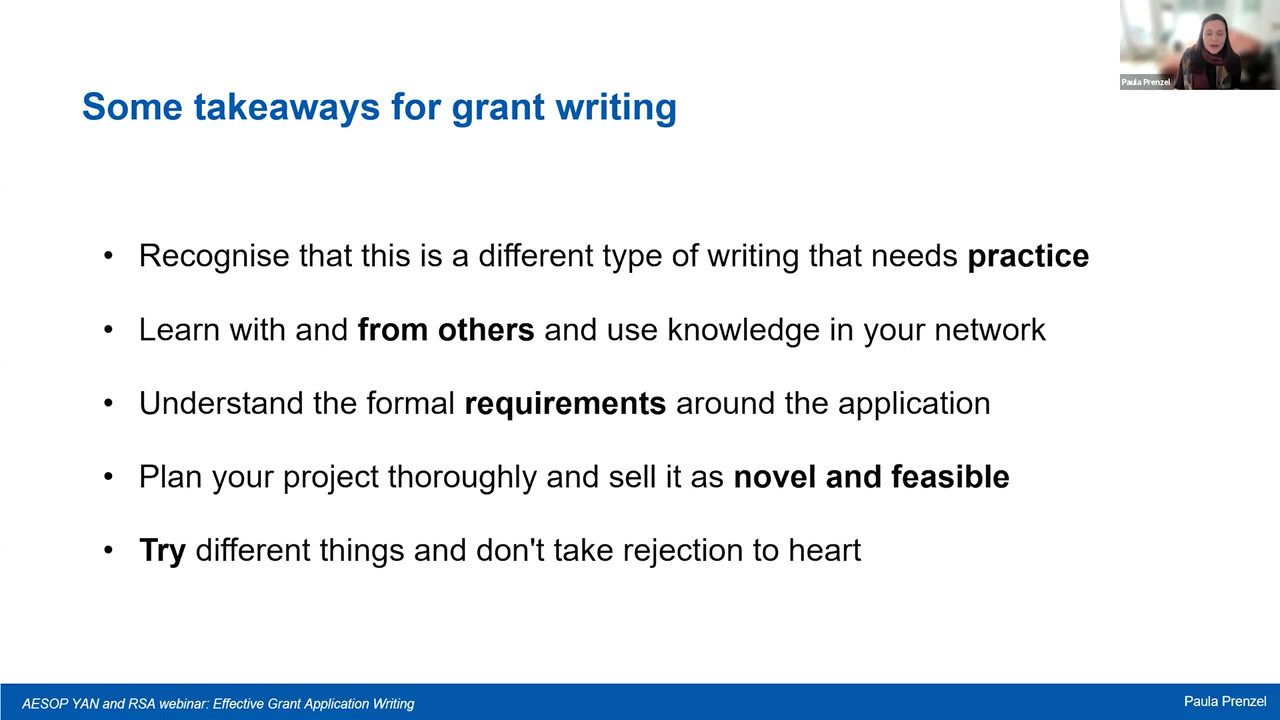 Paula Prenzel
Some takeaways for grant writing
• Recognise that this is a different type of writing that needs practice
• Learn with and from others and use knowledge in your network
• Understand the formal requirements around the application
• Plan your project thoroughly and sell it as novel and feasible
• Try different things and don't take rejection to heart
AESOP YAN and RSA webinar: Effective Grant Application Writing
Paula Prenzel